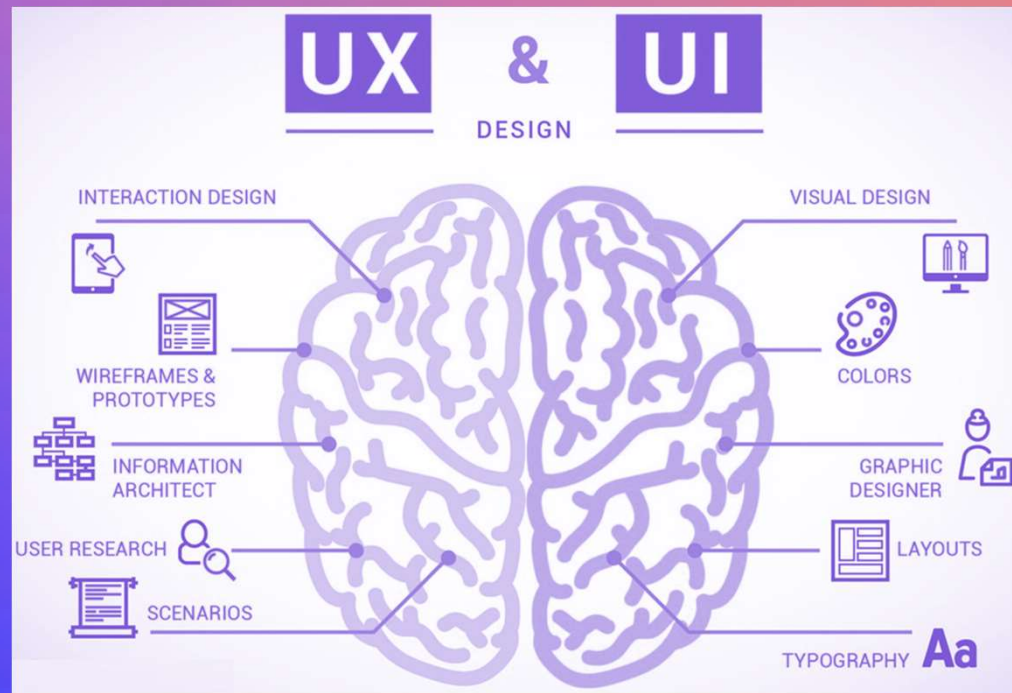 UX & UI
DESIGN
INTERACTION DESIGN
WIREFRAMES &
PROTOTYPES
INFORMATION
ARCHITECT
USER RESEARCH
SCENARIOS
VISUAL DESIGN
COLORS
GRAPHIC
DESIGNER
LAYOUTS
TYPOGRAPHY Aa